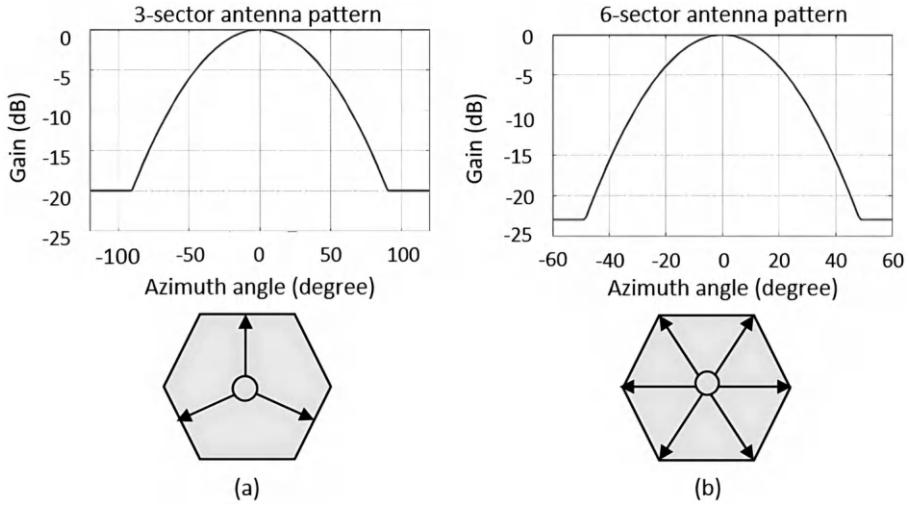 3-sector antenna pattern
0
-5
-10
-15
-20
-25
Gain (dB)
-100 -50 0 50 100
Azimuth angle (degree)
(a)
6-sector antenna pattern
0
-5
-10
-15
-20
-25
Gain (dB)
-60 -40 -20 0 20 40 60
Azimuth angle (degree)
(b)